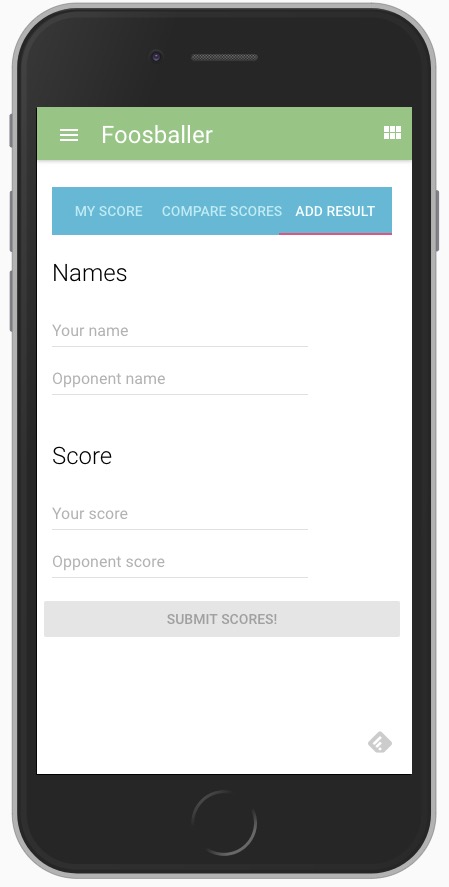 Foosballer
MY SCORE COMPARE SCORES ADD RESULT
Names
Your name
Opponent name
Score
Your score
Opponent score
SUBMIT SCORES!